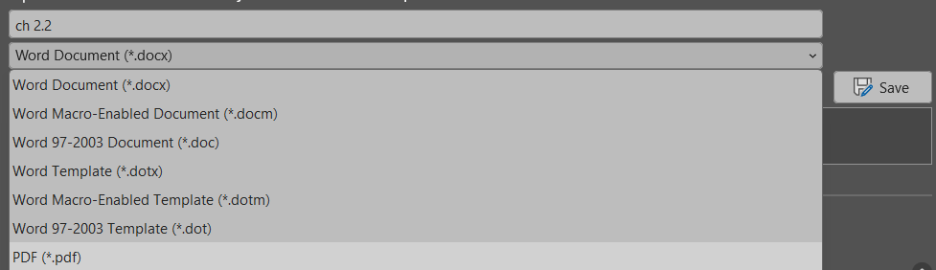 ch 2.2
Word Document (*.docx)
Word Document (*.docx)
Save
Word Macro-Enabled Document (*.docm)
Word 97-2003 Document (*.doc)
Word Template (*.dotx)
Word Macro-Enabled Template (*.dotm)
Word 97-2003 Template (*.dot)
PDF (*.pdf)